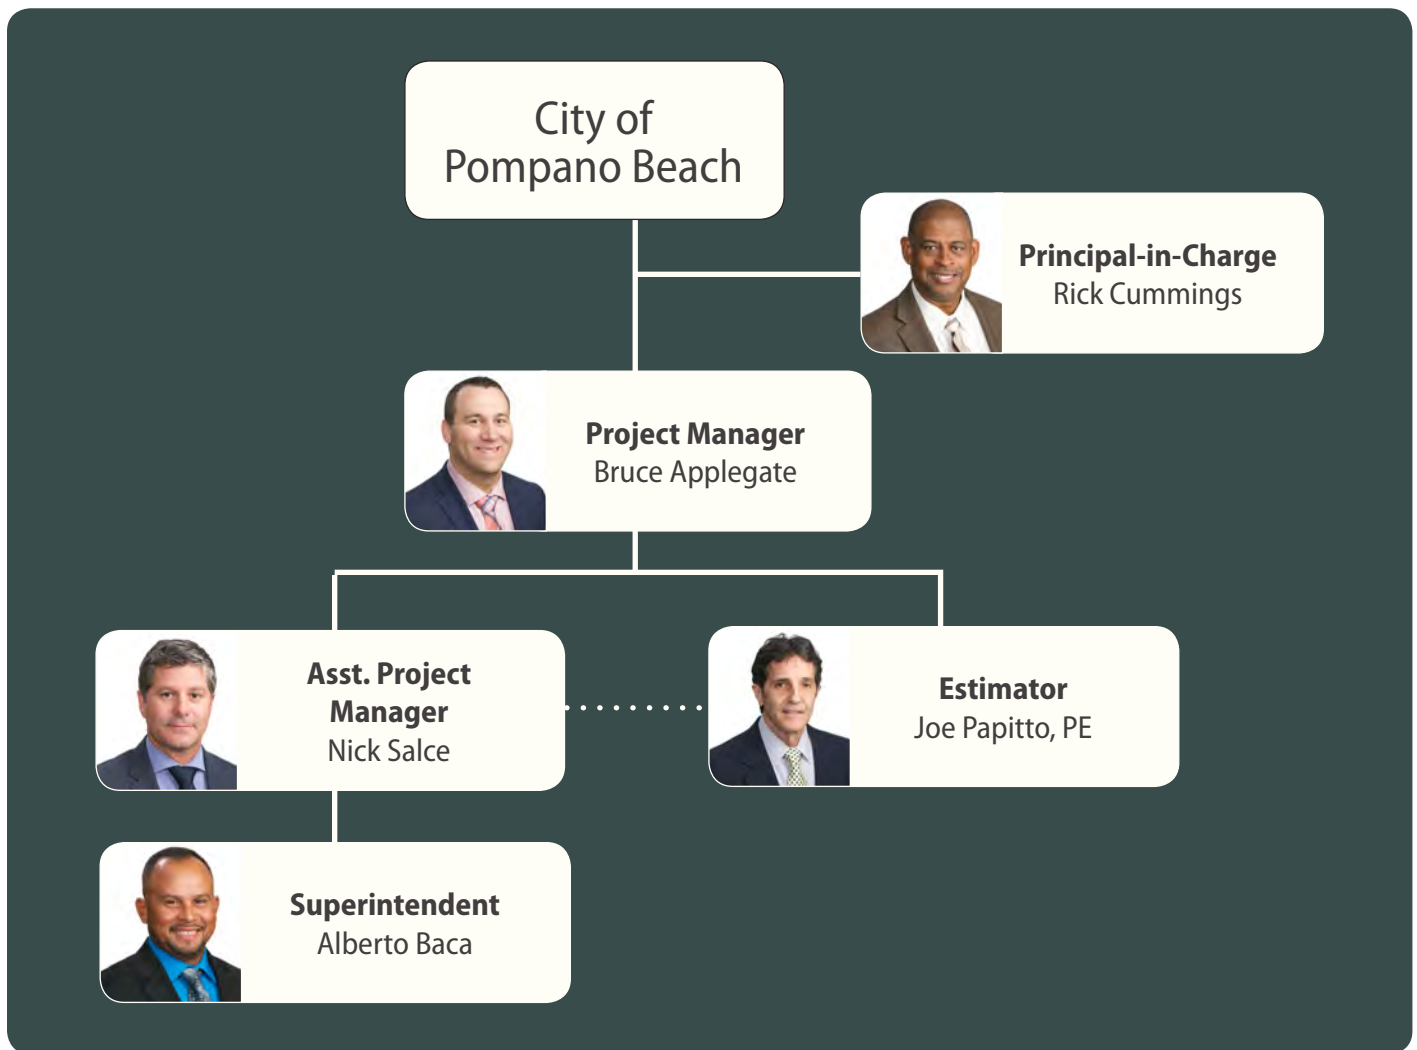 City of
Pompano Beach
Principal-in-Charge
Rick Cummings
Project Manager
Bruce Applegate
Asst. Project
Manager
Nick Salce
Estimator
Joe Papitto, PE
Superintendent
Alberto Baca